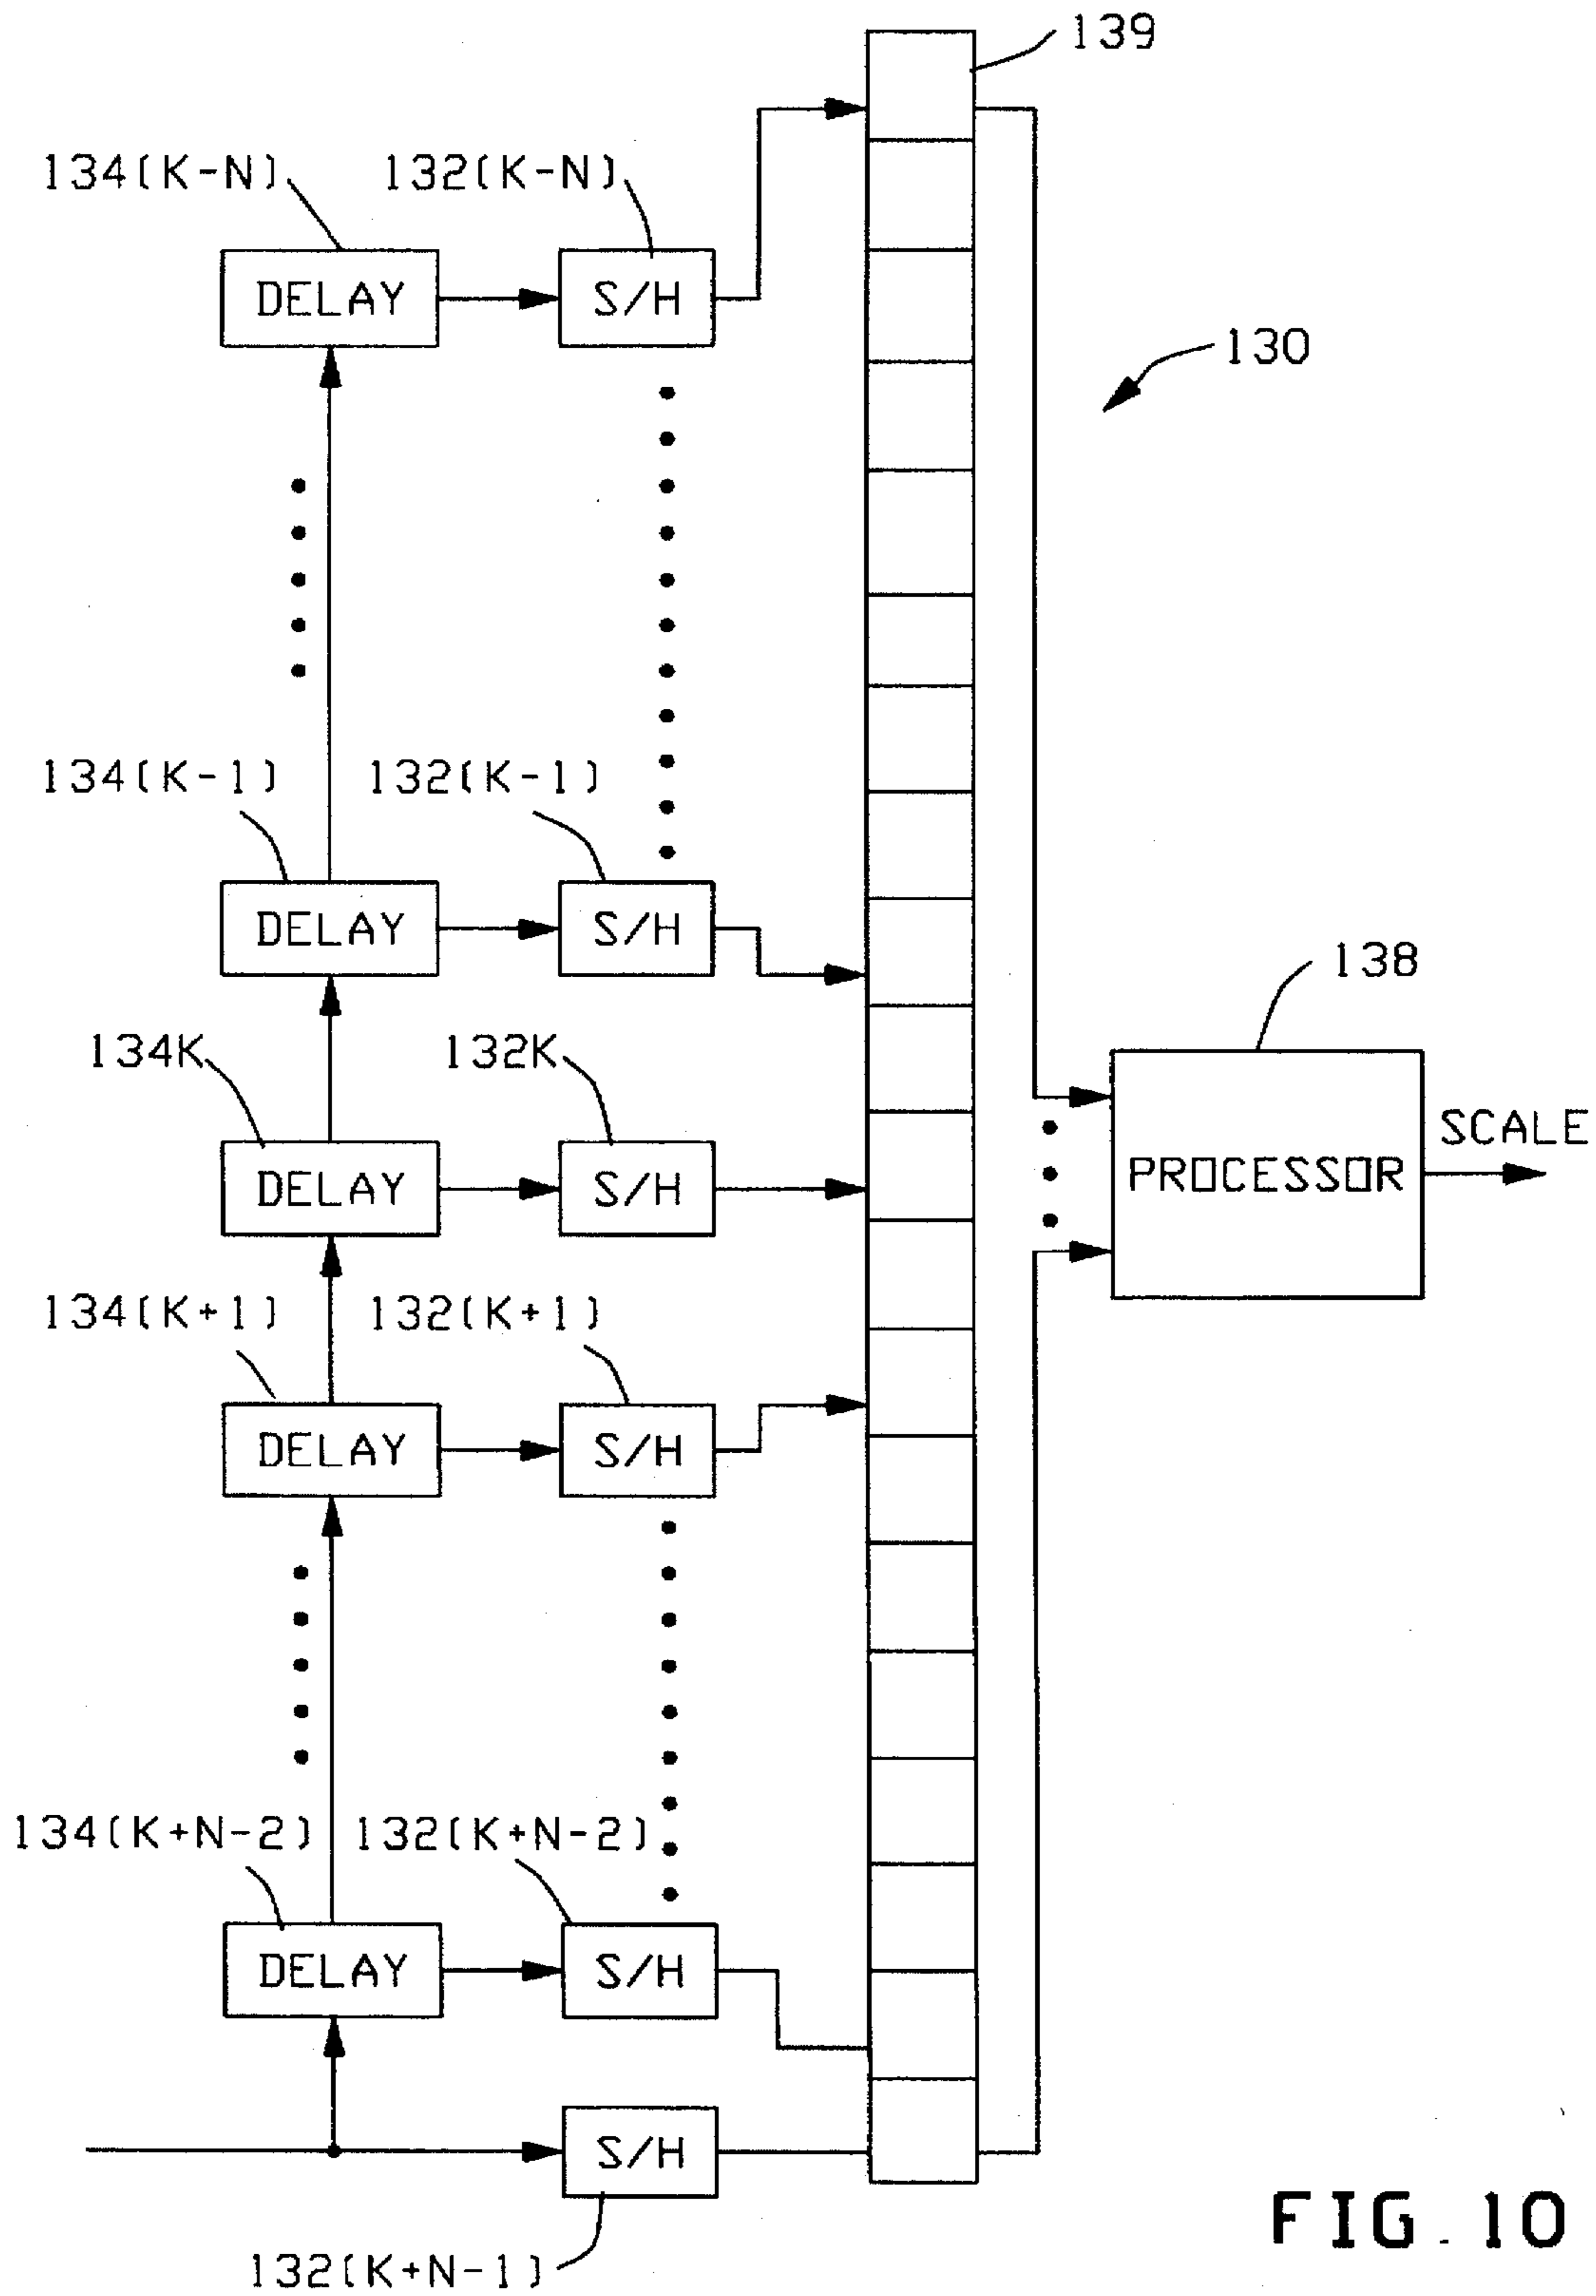 139
134(K-N) 132(K-N)
DELAY S/H
130
134(K-1) 132(K-1)
DELAY S/H
138
134K 132K
DELAY S/H
PROCESSOR
SCALE
134(K+1) 132(K+1)
DELAY S/H
134(K+N-2) 132(K+N-2)
DELAY S/H
S/H
132(K+N-1)
FIG.10